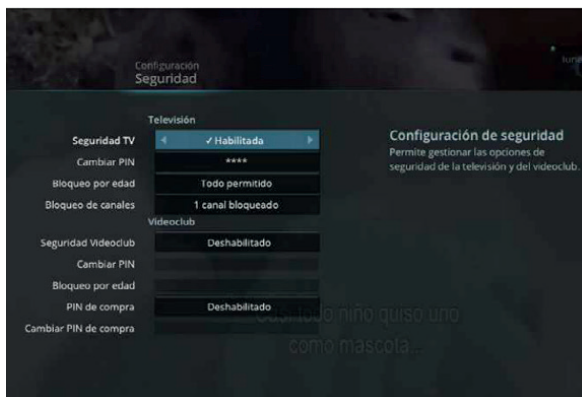 Configuración
Seguridad
Televisión
Seguridad TV ✓ Habilitada
Cambiar PIN ****
Bloqueo por edad Todo permitido
Bloqueo de canales 1 canal bloqueado
Videoclub
Seguridad Videoclub Deshabilitado
Cambiar PIN
Bloqueo por edad
PIN de compra Deshabilitado
Cambiar PIN de compra
Configuración de seguridad
Permite gestionar las opciones de
seguridad de la televisión y del videoclub.
Casi todo niño quiso uno
como mascota...